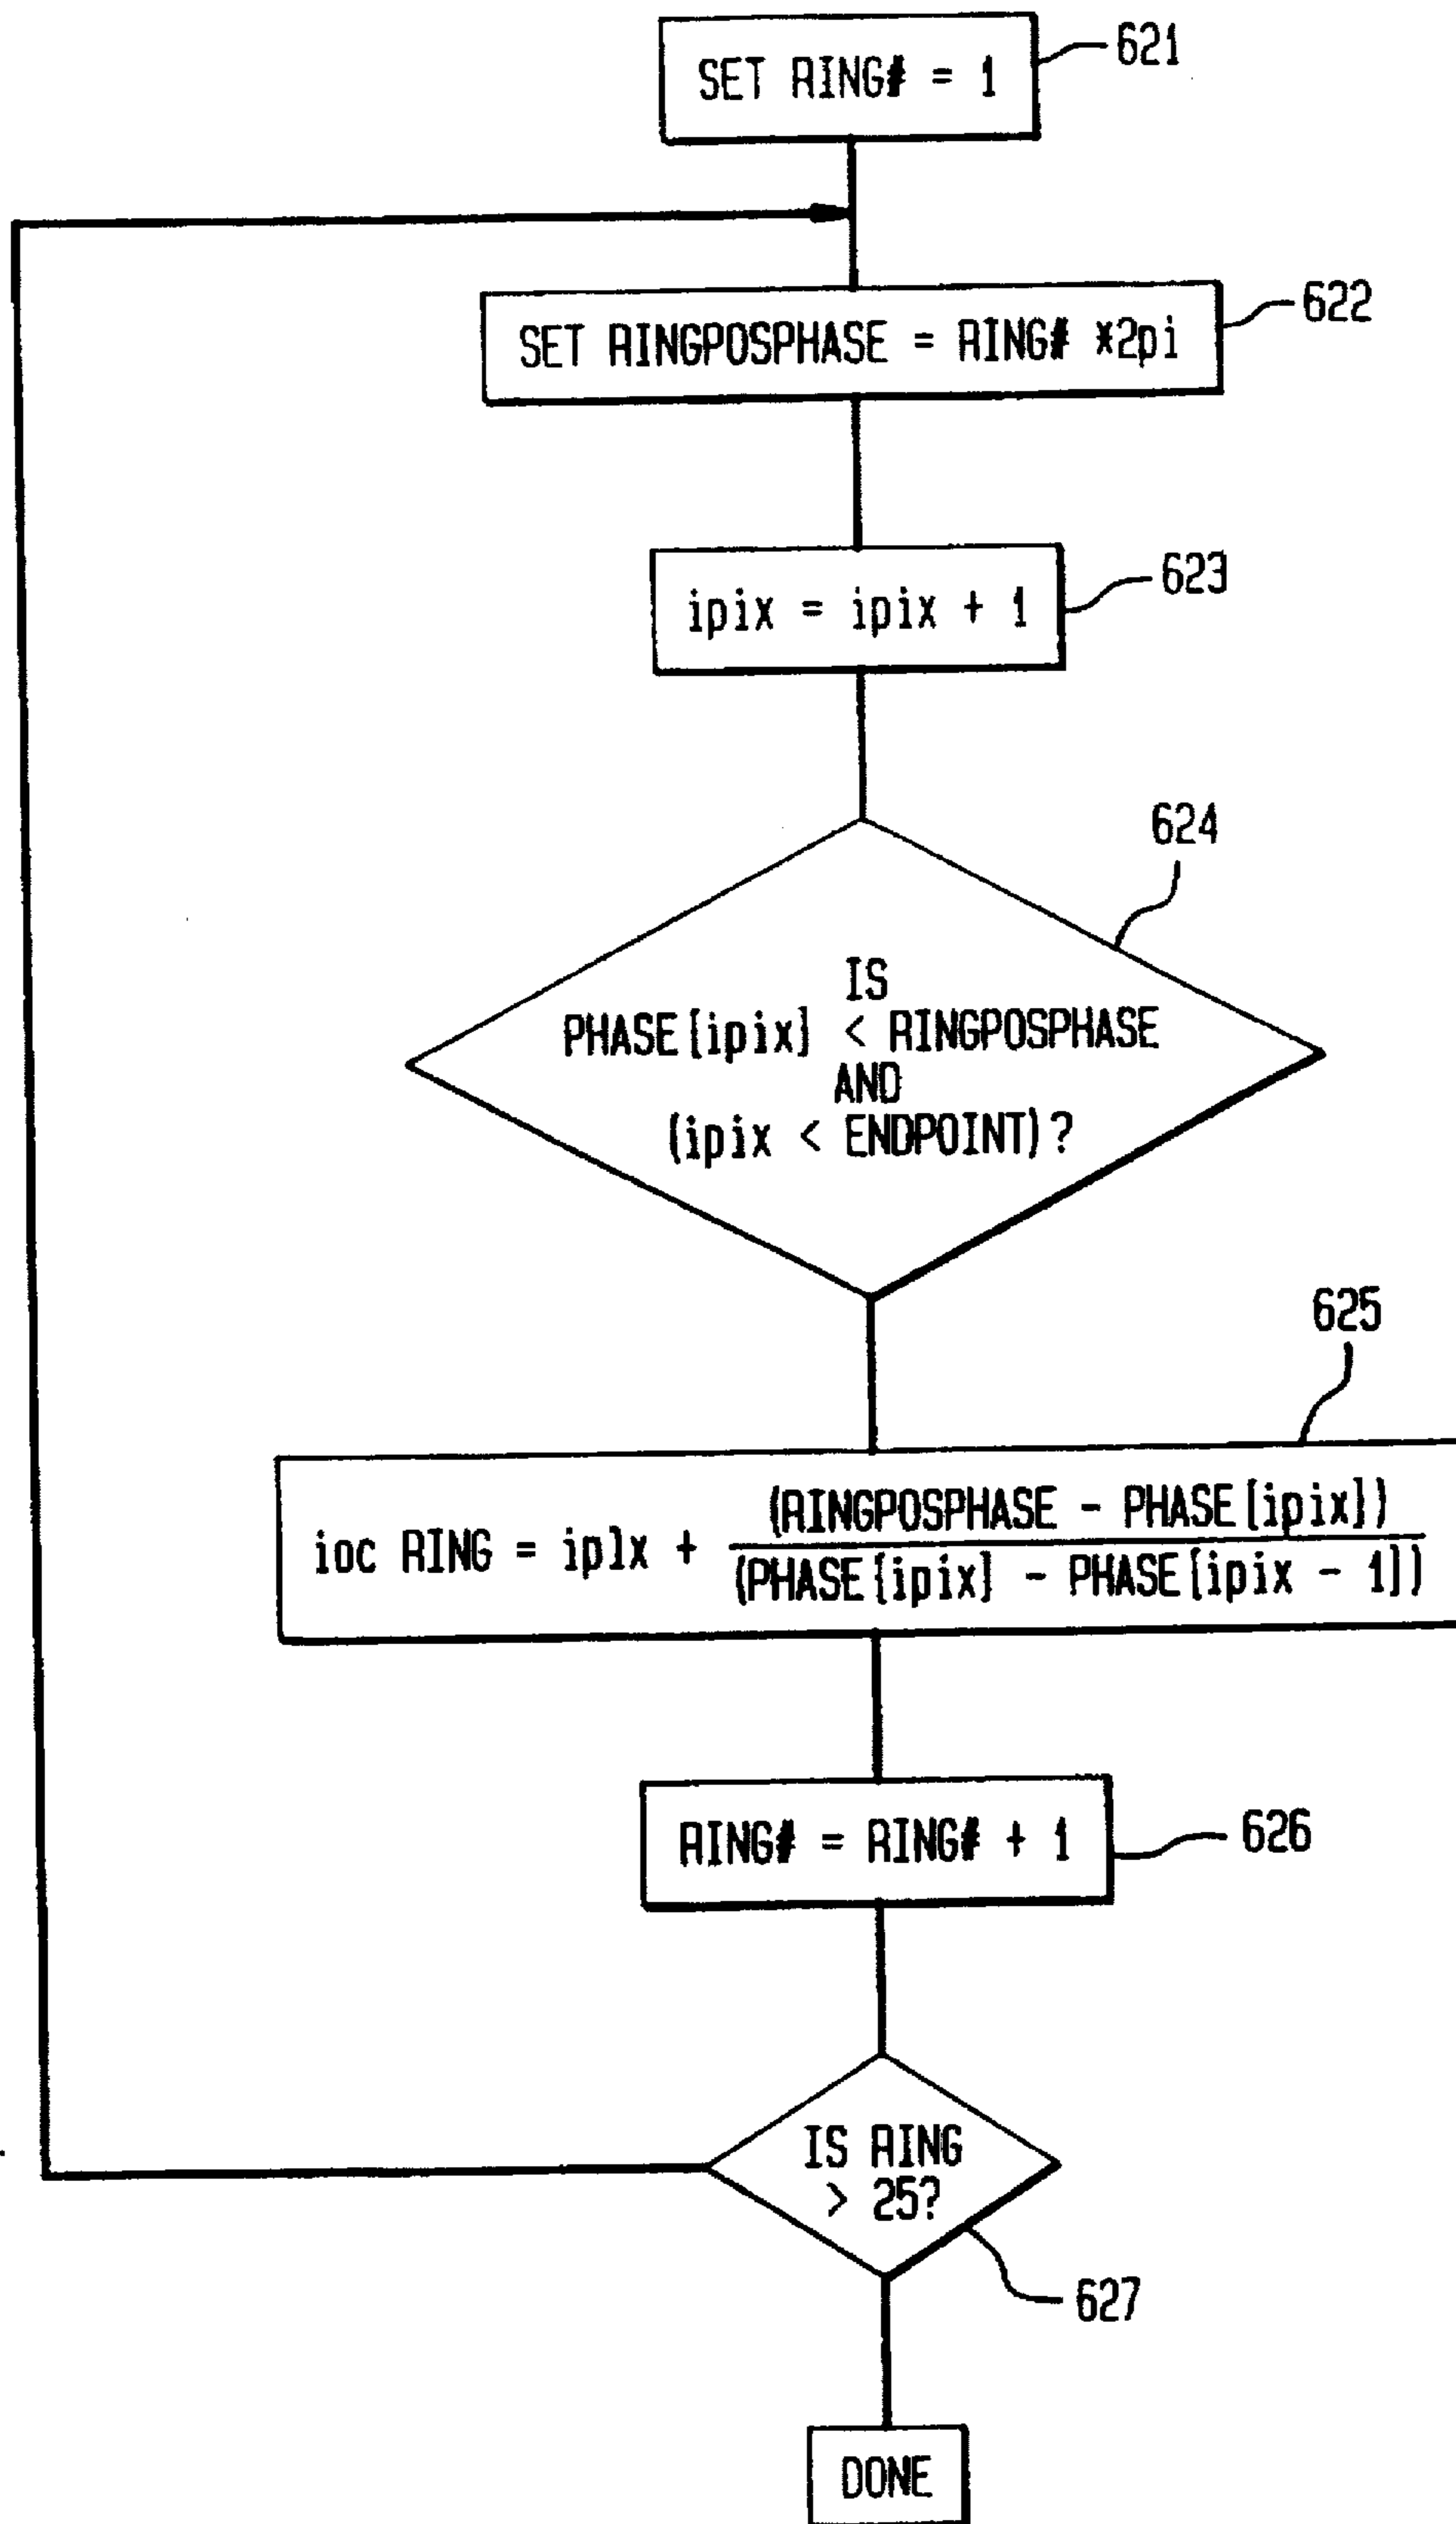 SET RING# = 1
621
SET RINGPOSPHASE = RING# *2pi
622
ipix = ipix + 1
623
624
IS
PHASE[ipix] < RINGPOSPHASE
AND
(ipix < ENDPOINT)?
625
ioc RING = iplx + (RINGPOSPHASE - PHASE[ipix])
(PHASE[ipix] - PHASE[ipix - 1])
RING# = RING# + 1
626
IS RING
> 25?
627
DONE